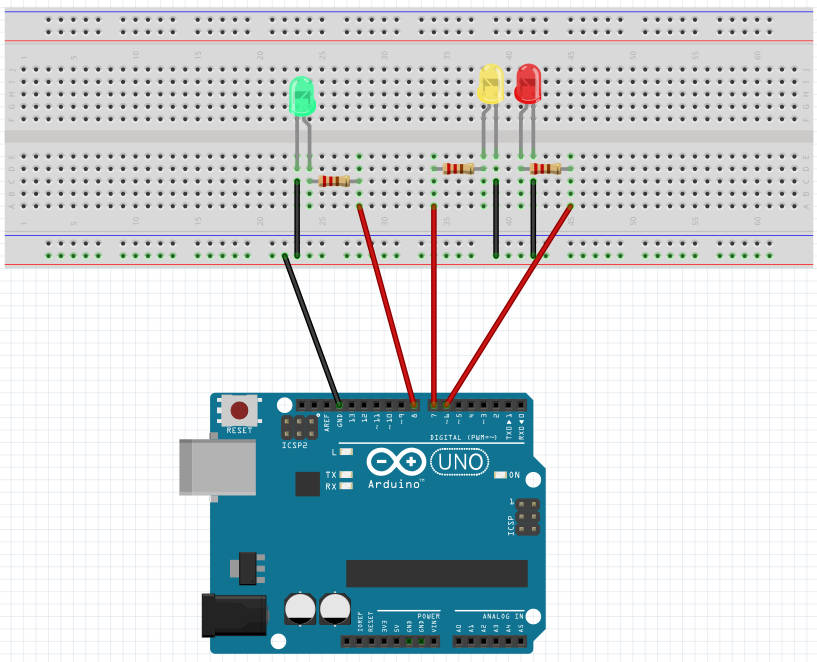 1 5 10 15 20 25 30 35 40 45 50 55 60
J J
I I
H H
G G
F F
E E
D D
C C
B B
A A
1 5 10 15 20 25 30 35 40 45 50 55 60
RESET
ICSP2
AREF
GND
13
12
~11
~10
~9
8
7
~6
~5
4
~3
2
TXD▶1
RXD◀0
DIGITAL (PWM=~)
L
TX
RX
UNO
Arduino™
ON
1
ICSP
POWER
ANALOG IN
IOREF
RESET
3V3
5V
GND
GND
VIN
A0
A1
A2
A3
A4
A5